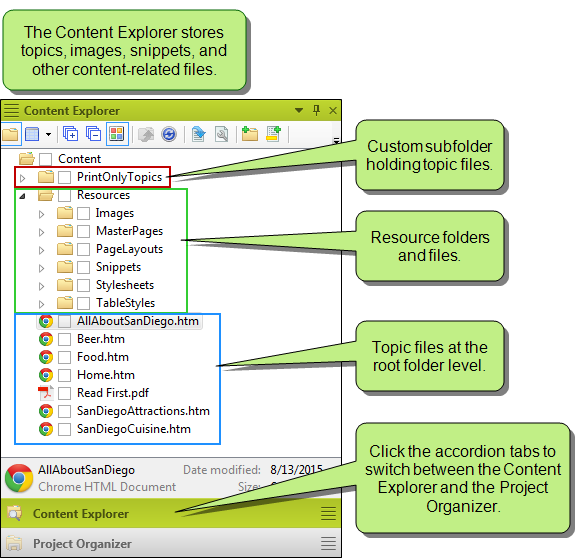 The Content Explorer stores
topics, images, snippets, and
other content-related files.
Content Explorer
Content
PrintOnlyTopics
Custom subfolder
holding topic files.
Resources
Images
MasterPages
PageLayouts
Snippets
Stylesheets
TableStyles
Resource folders
and files.
AllAboutSanDiego.htm
Beer.htm
Food.htm
Home.htm
Read First.pdf
SanDiegoAttractions.htm
SanDiegoCuisine.htm
Topic files at the
root folder level.
AllAboutSanDiego Date modified: 8/13/2015
Chrome HTML Document Size:
Click the accordion tabs to
switch between the Content
Explorer and the Project
Organizer.
Content Explorer
Project Organizer